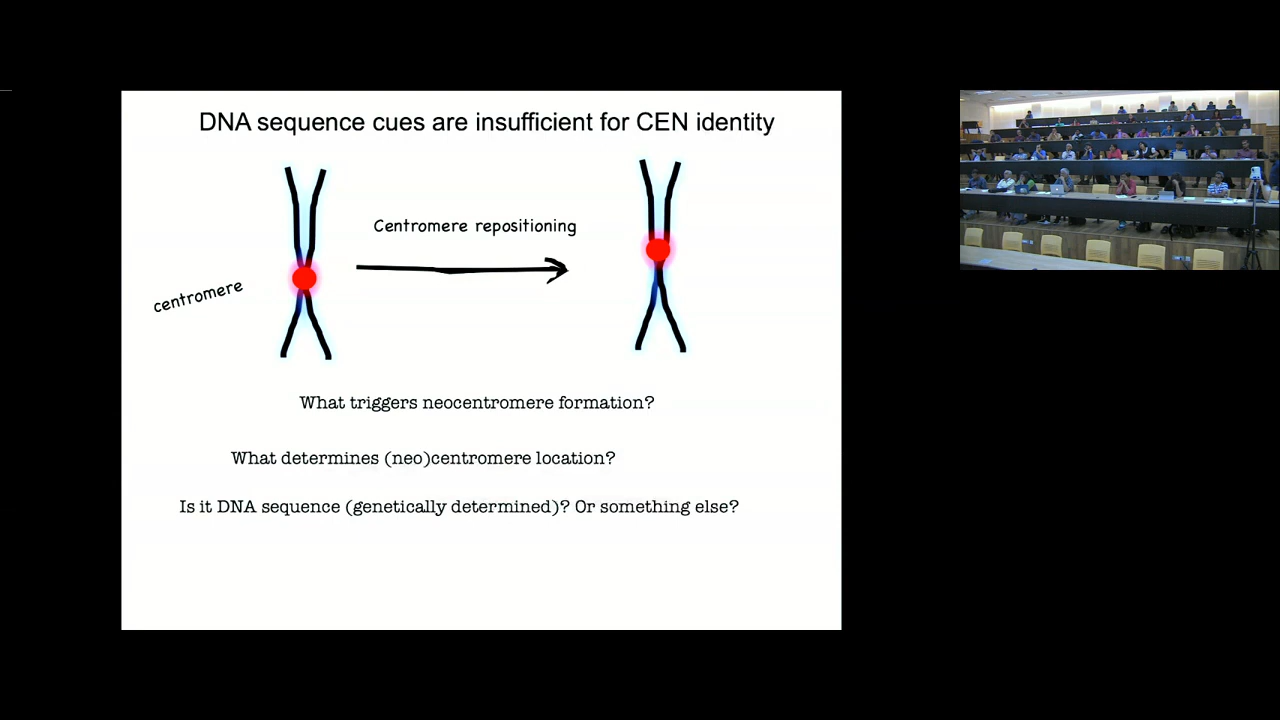 DNA sequence cues are insufficient for CEN identity
Centromere repositioning
centromere
What triggers neocentromere formation?
What determines (neo)centromere location?
Is it DNA sequence (genetically determined)? Or something else?